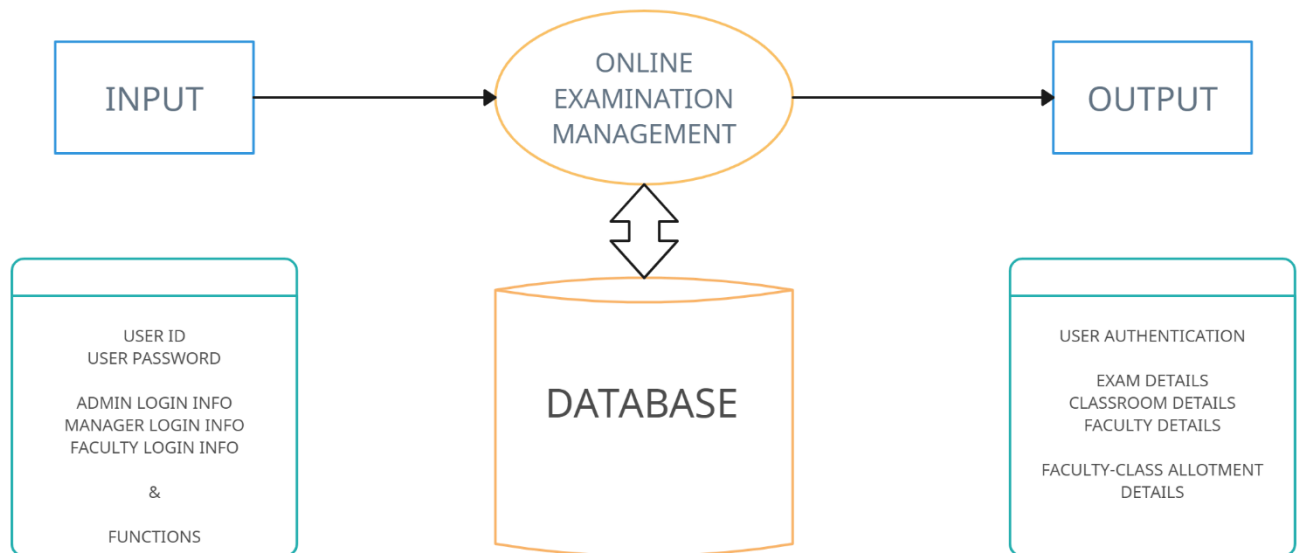 INPUT
ONLINE
EXAMINATION
MANAGEMENT
OUTPUT
USER ID
USER PASSWORD
ADMIN LOGIN INFO
MANAGER LOGIN INFO
FACULTY LOGIN INFO
&
FUNCTIONS
DATABASE
USER AUTHENTICATION
EXAM DETAILS
CLASSROOM DETAILS
FACULTY DETAILS
FACULTY-CLASS ALLOTMENT
DETAILS